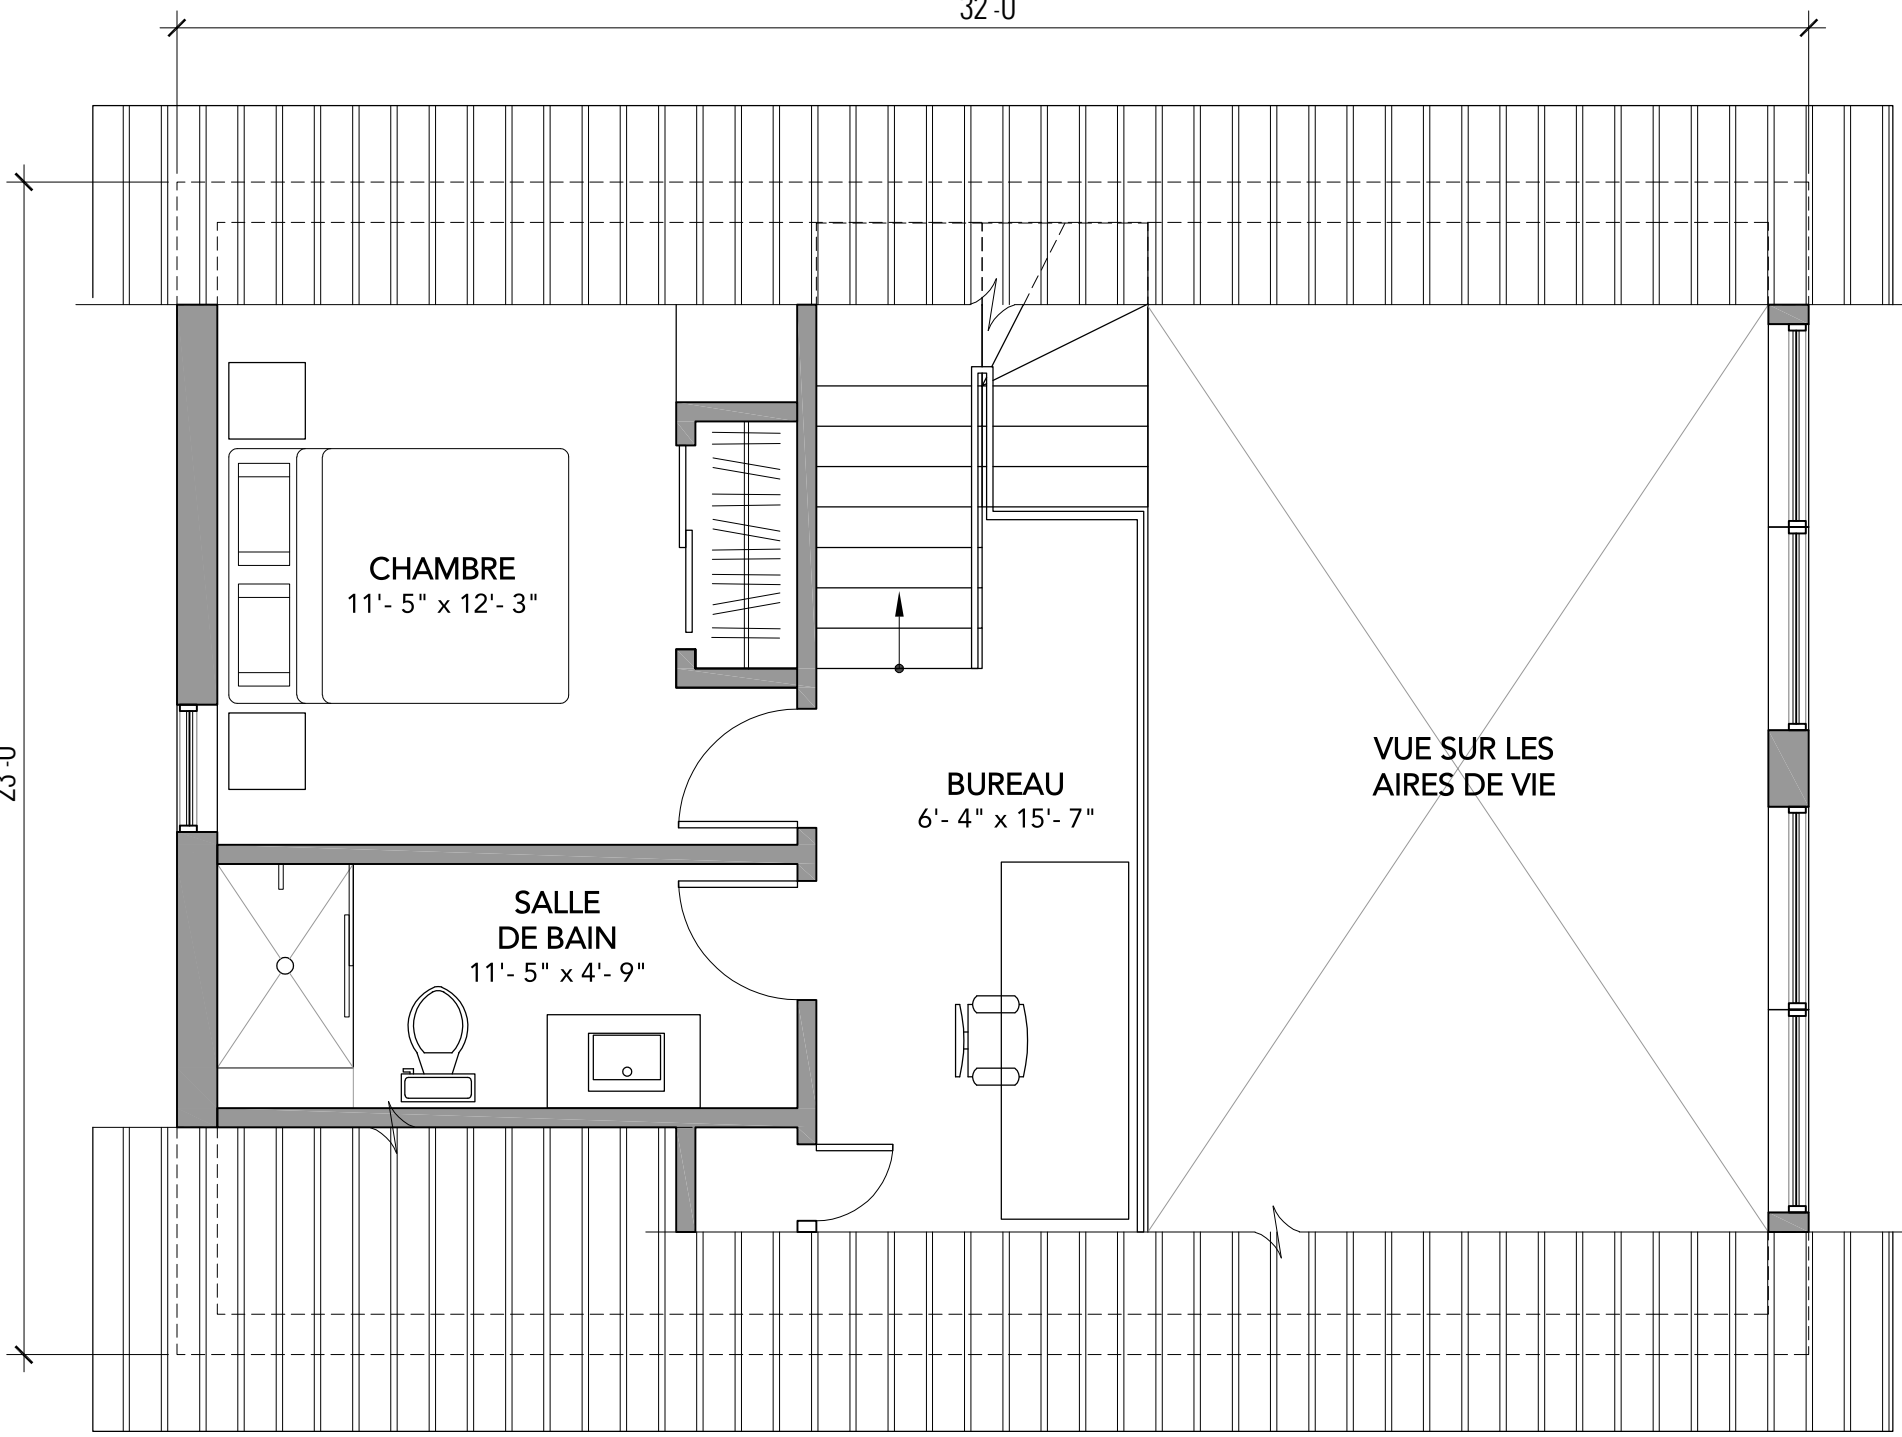 32'-0"
CHAMBRE
11'- 5" x 12'- 3"
VUE SUR LES
AIRES DE VIE
BUREAU
6'- 4" x 15'- 7"
23'-0"
SALLE
DE BAIN
11'- 5" x 4'- 9"